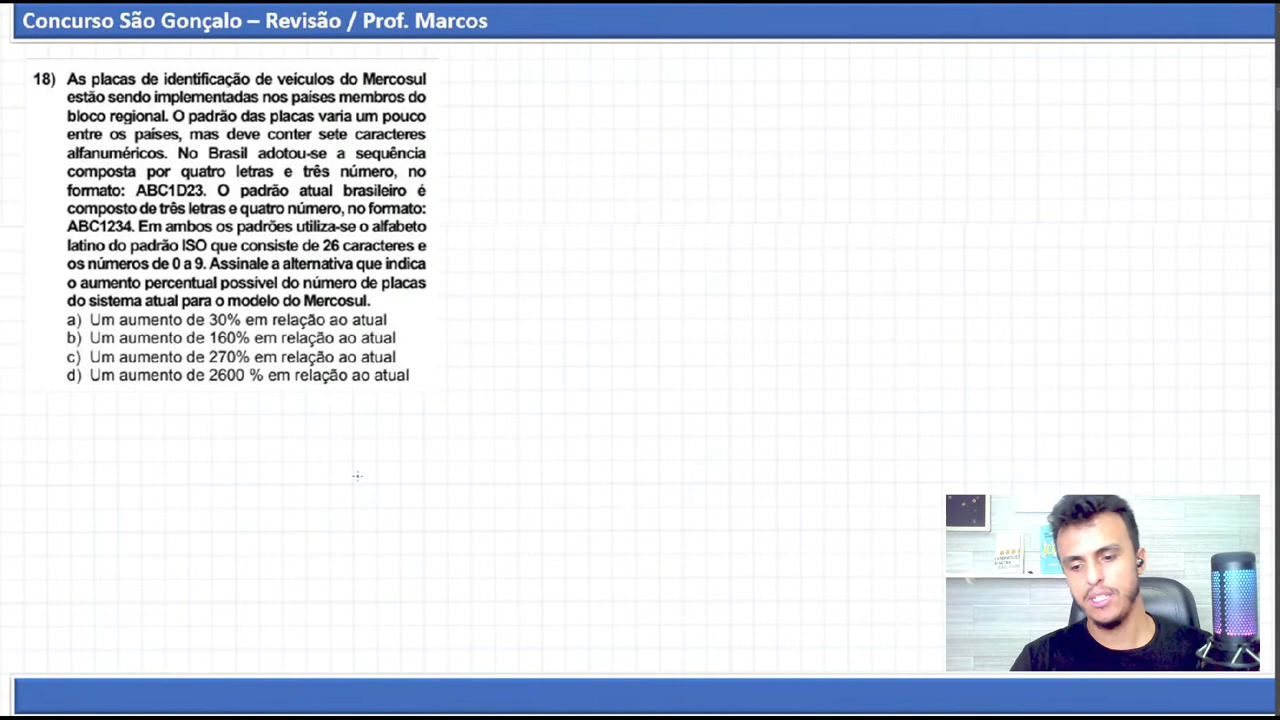 Concurso São Gonçalo – Revisão / Prof. Marcos
18) As placas de identificação de veículos do Mercosul
estão sendo implementadas nos países membros do
bloco regional. O padrão das placas varia um pouco
entre os países, mas deve conter sete caracteres
alfanuméricos. No Brasil adotou-se a sequência
composta por quatro letras e três número, no
formato: ABC1D23. O padrão atual brasileiro é
composto de três letras e quatro número, no formato:
ABC1234. Em ambos os padrões utiliza-se o alfabeto
latino do padrão ISO que consiste de 26 caracteres e
os números de 0 a 9. Assinale a alternativa que indica
o aumento percentual possível do número de placas
do sistema atual para o modelo do Mercosul.
a) Um aumento de 30% em relação ao atual
b) Um aumento de 160% em relação ao atual
c) Um aumento de 270% em relação ao atual
d) Um aumento de 2600 % em relação ao atual